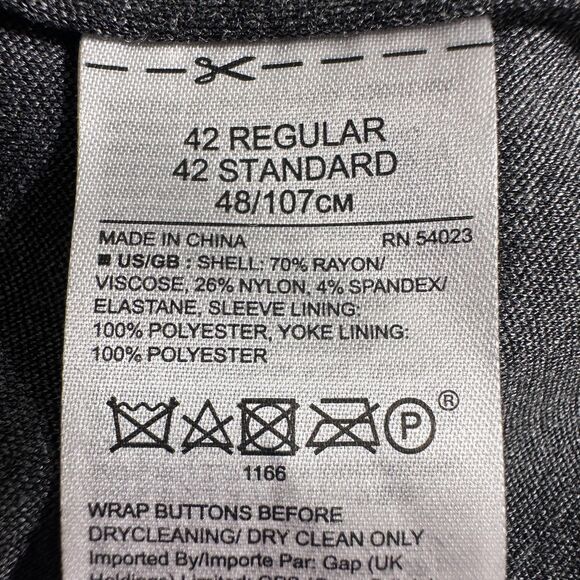 42 REGULAR
42 STANDARD
48/107CM
MADE IN CHINA RN 54023
■ US/GB : SHELL: 70% RAYON/
VISCOSE, 26% NYLON, 4% SPANDEX/
ELASTANE, SLEEVE LINING:
100% POLYESTER, YOKE LINING:
100% POLYESTER
P ®
1166
WRAP BUTTONS BEFORE
DRYCLEANING/ DRY CLEAN ONLY
Imported By/Importe Par: Gap (UK